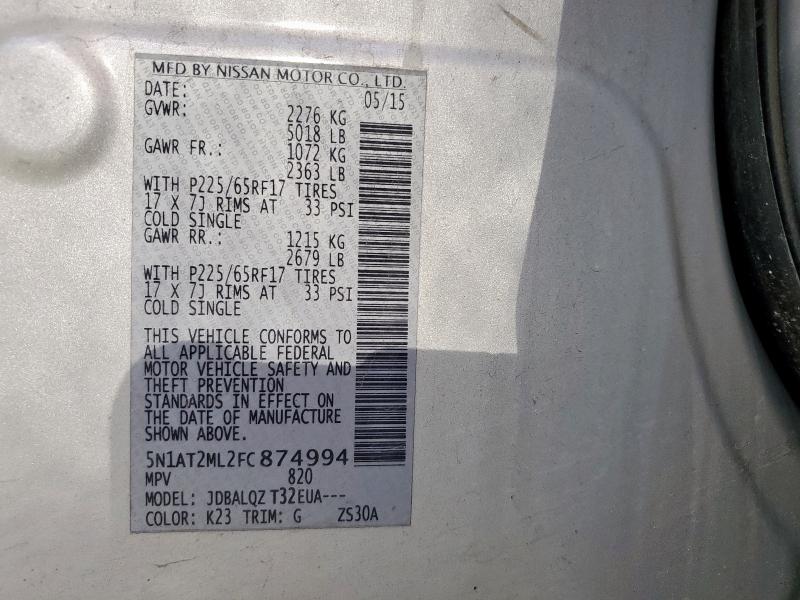 MFD BY NISSAN MOTOR CO., LTD.
DATE: 05/15
GVWR: 2276 KG
5018 LB
GAWR FR.: 1072 KG
2363 LB
WITH P225/65RF17 TIRES
17 X 7J RIMS AT 33 PSI
COLD SINGLE
GAWR RR.: 1215 KG
2679 LB
WITH P225/65RF17 TIRES
17 X 7J RIMS AT 33 PSI
COLD SINGLE
THIS VEHICLE CONFORMS TO
ALL APPLICABLE FEDERAL
MOTOR VEHICLE SAFETY AND
THEFT PREVENTION
STANDARDS IN EFFECT ON
THE DATE OF MANUFACTURE
SHOWN ABOVE.
5N1AT2ML2FC874994
MPV 820
MODEL: JDBALQZ T32EUA---
COLOR: K23 TRIM: G ZS30A